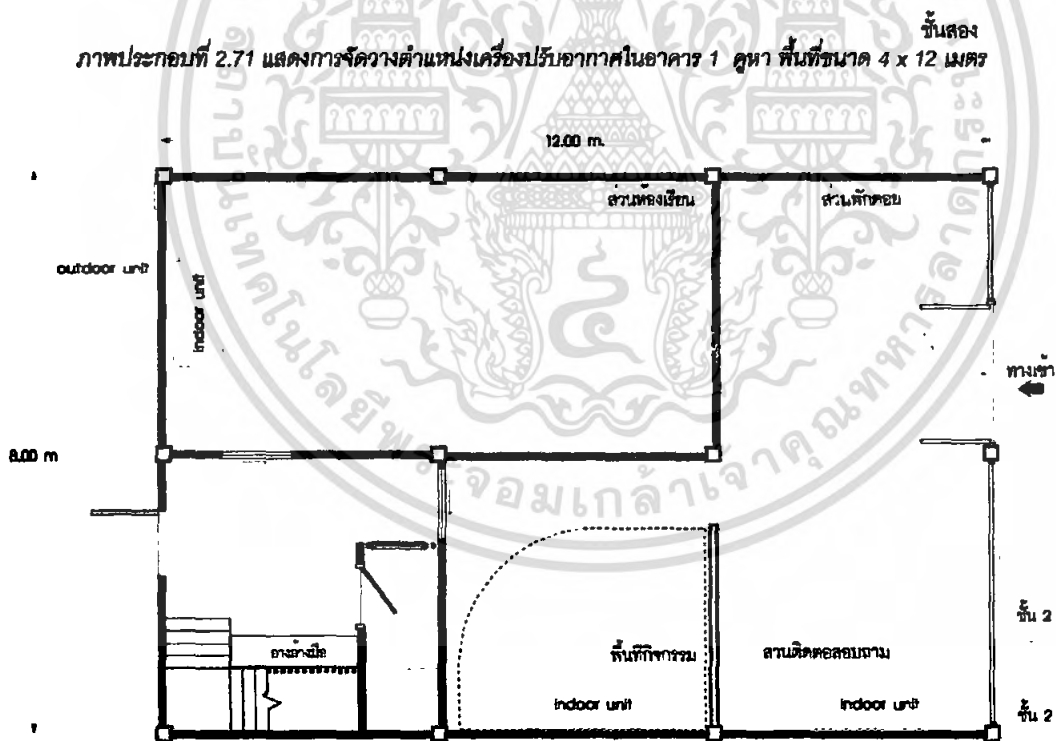 ชั้นสอง
ภาพประกอบที่ 2.71 แสดงการจัดวางตำแหน่งเครื่องปรับอากาศในอาคาร 1 คูหา พื้นที่ขนาด 4 x 12 เมตร
12.00 m.
ส่วนห้องเรียน
ส่วนพักคอย
outdoor unit
indoor unit
ทางเข้า
8.00 m
ชั้น 2
อ่างล้างมือ
พื้นที่กิจกรรม
ส่วนติดต่อสอบถาม
indoor unit
indoor unit
ชั้น 2